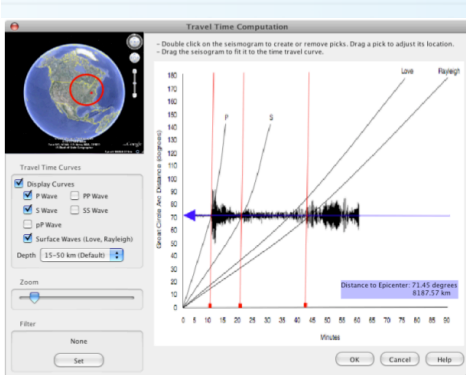 Travel Time Computation
- Double click on the seismogram to create or remove picks. Drag a pick to adjust its location.
- Drag the seisogram to fit it to the time travel curve.
Travel Time Curves
Display Curves
P Wave PP Wave
S Wave SS Wave
pP Wave
Surface Waves (Love, Rayleigh)
Depth 15-50 km (Default)
Zoom
Filter
None
Set
Love Rayleigh
P S
Great Circle Arc Distance (degrees)
180
170
160
150
140
130
120
110
100
90
80
70
60
50
40
30
20
10
0
0 5 10 15 20 25 30 35 40 45 50 55 60 65 70 75 80 85 90
Minutes
Distance to Epicenter: 71.45 degrees
8187.57 km
OK Cancel Help